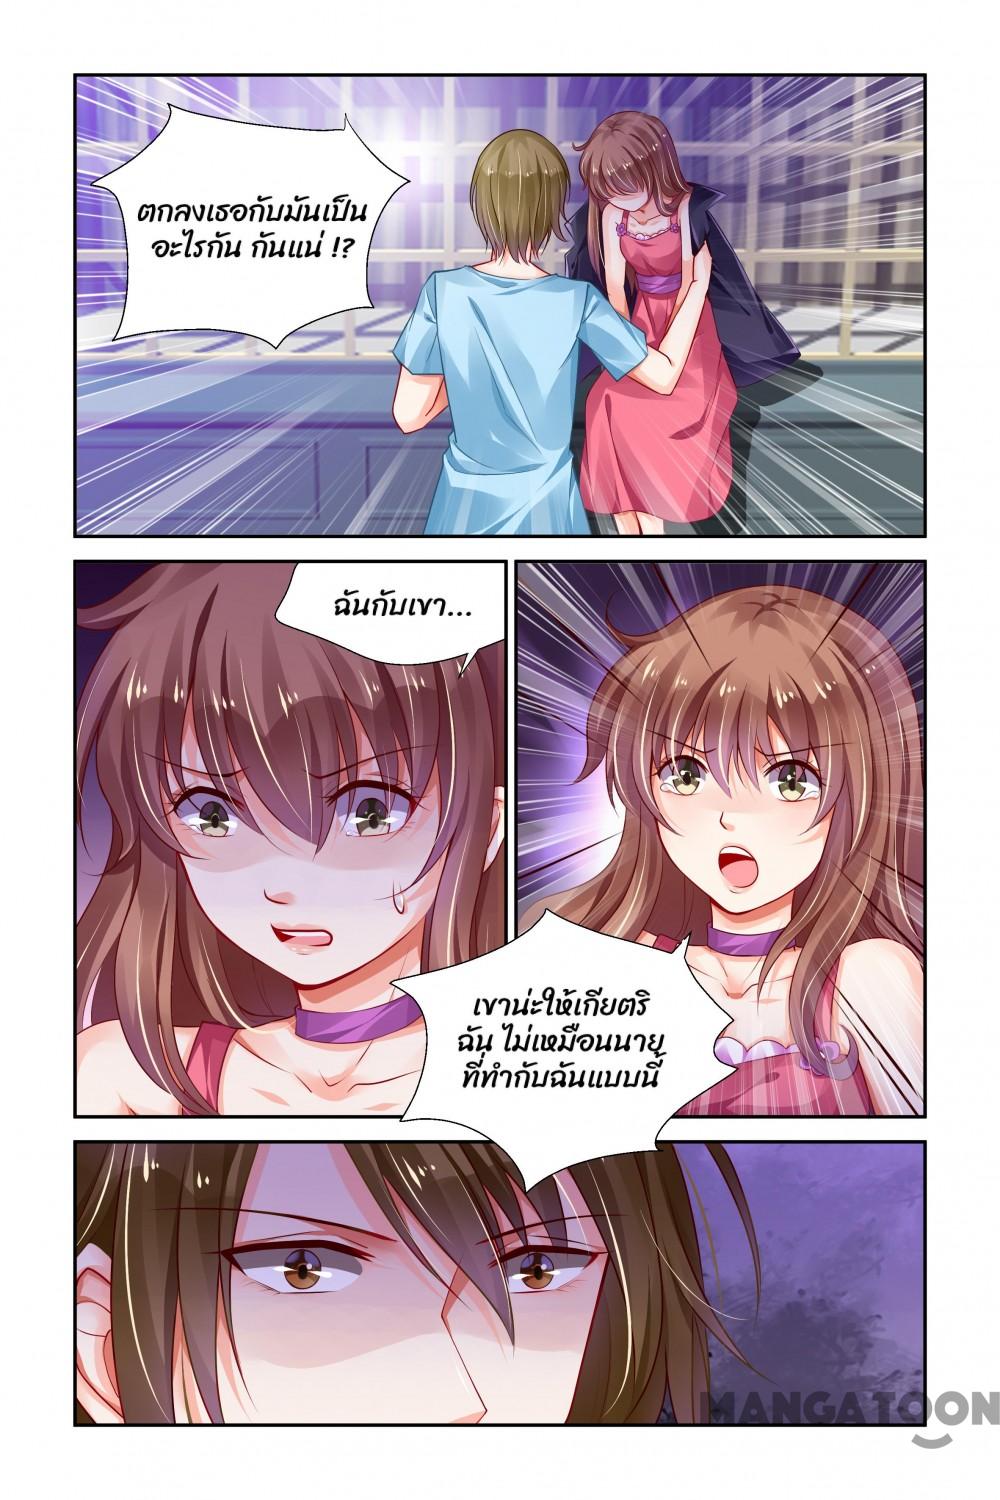 ตกลงเธอกับมันเป็น
อะไรกัน กันแน่ !?
ฉันกับเขา...
เขาน่ะให้เกียตริ
ฉัน ไม่เหมือนนาย
ที่ทำกับฉันแบบนี้
MANGATOON